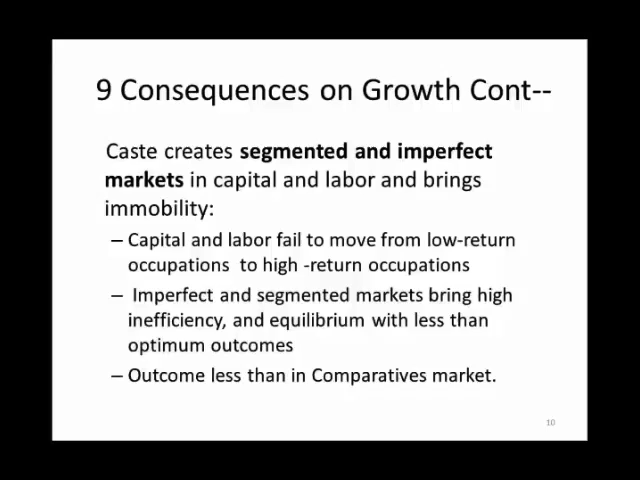 9 Consequences on Growth Cont--
Caste creates segmented and imperfect
markets in capital and labor and brings
immobility:
– Capital and labor fail to move from low-return
occupations to high -return occupations
– Imperfect and segmented markets bring high
inefficiency, and equilibrium with less than
optimum outcomes
– Outcome less than in Comparatives market.
10